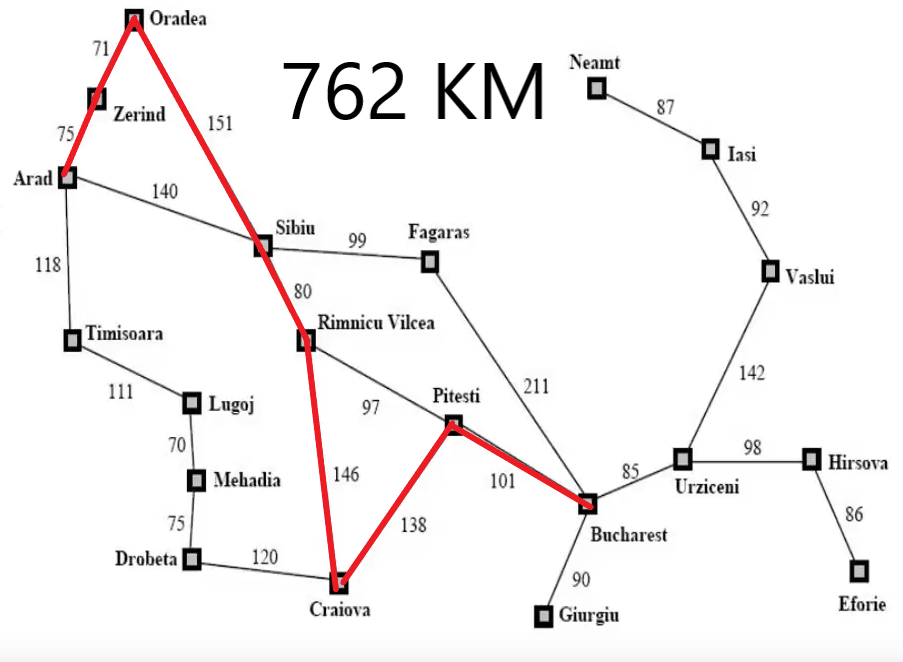 Oradea
71
762 KM
Neamt
Zerind
87
151
75
Iasi
Arad
140
92
Sibiu
Fagaras
99
118
Vaslui
80
Rimnicu Vilcea
Timisoara
142
211
111
Pitesti
97
Lugoj
70
98
Hirsova
146
85
Mehadia
101
Urziceni
86
75
138
Bucharest
Drobeta
120
90
Craiova
Giurgiu
Eforie